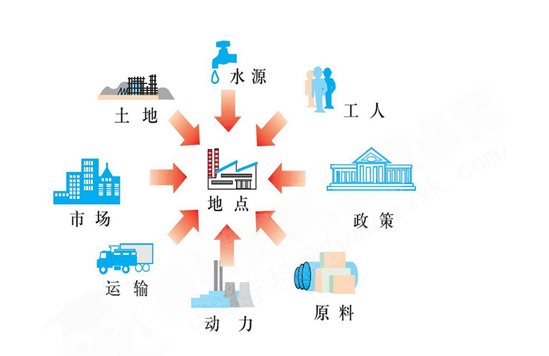 水源
土地
工人
市场
地点
政策
运输
动力
原料